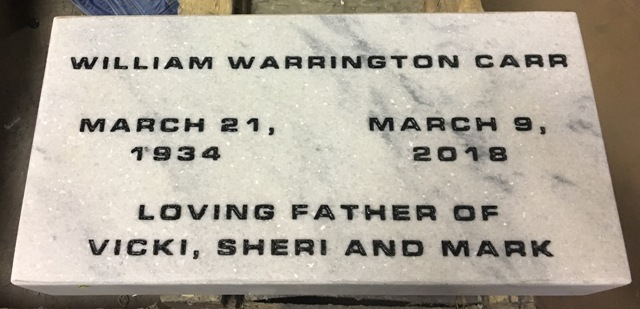 WILLIAM WARRINGTON CARR
MARCH 21, MARCH 9,
1934 2018
LOVING FATHER OF
VICKI, SHERI AND MARK